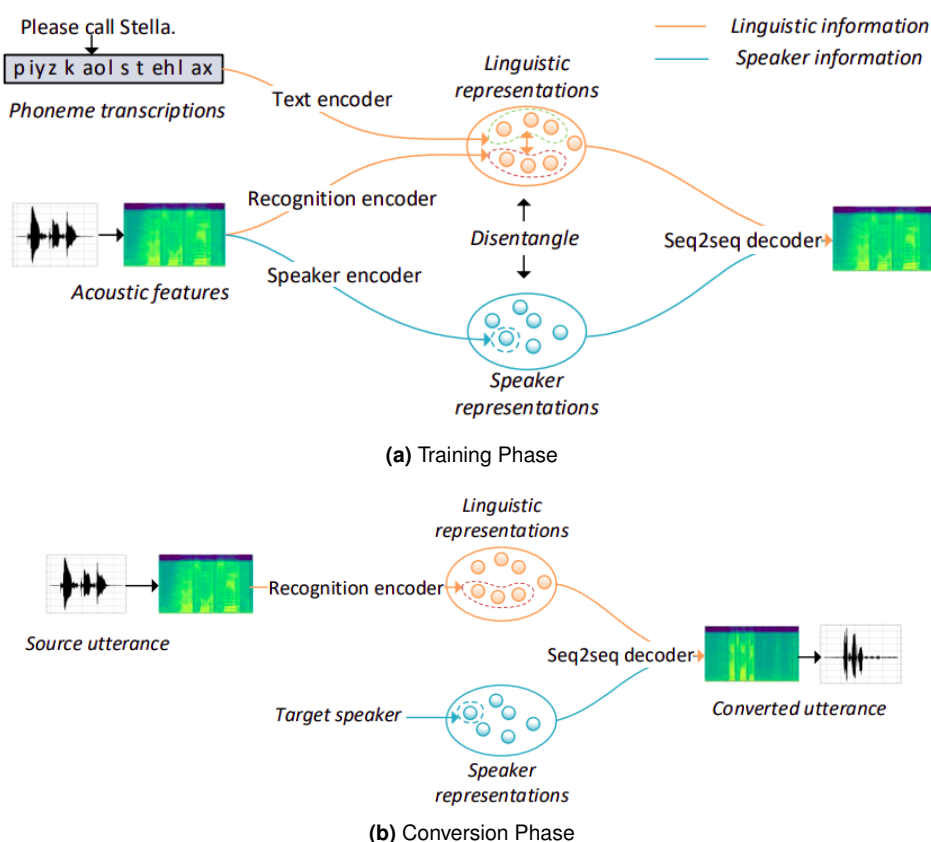 Please call Stella.
p iy z k ao l s t eh l ax
Phoneme transcriptions
Text encoder
Linguistic
representations
Linguistic information
Speaker information
Recognition encoder
Disentangle
Seq2seq decoder
Speaker encoder
Acoustic features
Speaker
representations
(a) Training Phase
Linguistic
representations
Recognition encoder
Source utterance
Seq2seq decoder
Target speaker
Converted utterance
Speaker
representations
(b) Conversion Phase